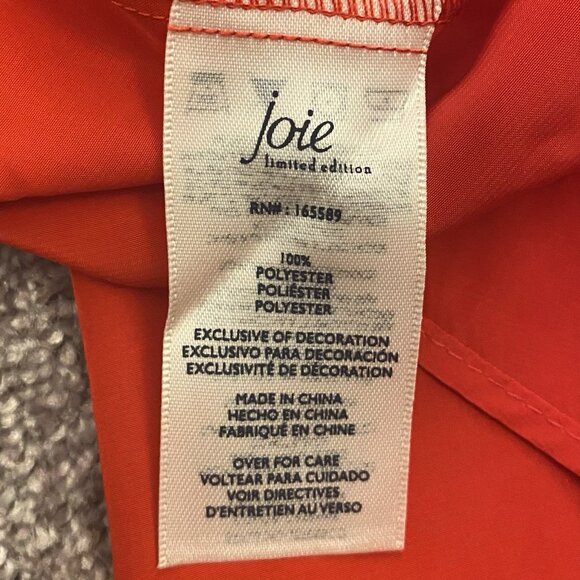 joie
limited edition
RN# : 165589
100%
POLYESTER
POLIÉSTER
POLYESTER
EXCLUSIVE OF DECORATION
EXCLUSIVO PARA DECORACIÓN
EXCLUSIVITÉ DE DÉCORATION
MADE IN CHINA
HECHO EN CHINA
FABRIQUÉ EN CHINE
OVER FOR CARE
VOLTEAR PARA CUIDADO
VOIR DIRECTIVES
D'ENTRETIEN AU VERSO